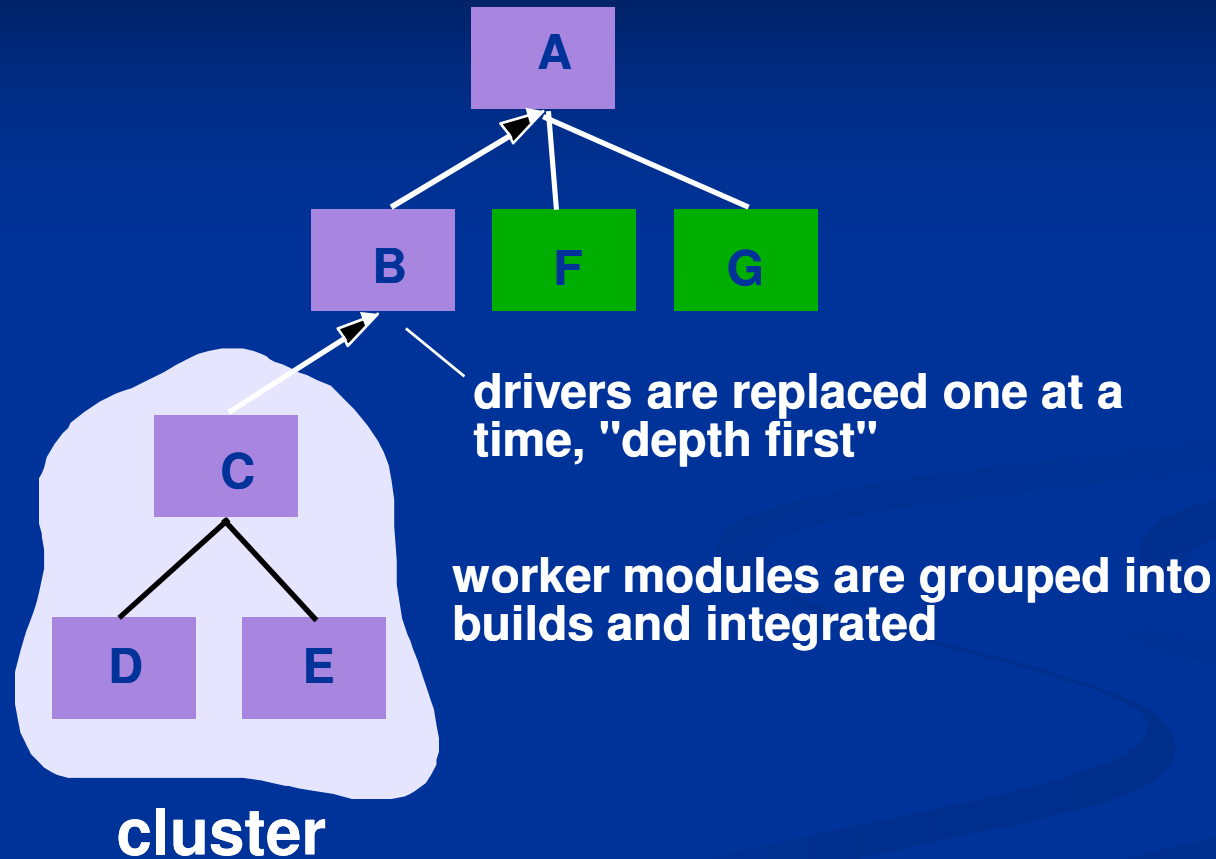 A
B
F
G
drivers are replaced one at a
time, "depth first"
C
worker modules are grouped into
builds and integrated
D
E
cluster